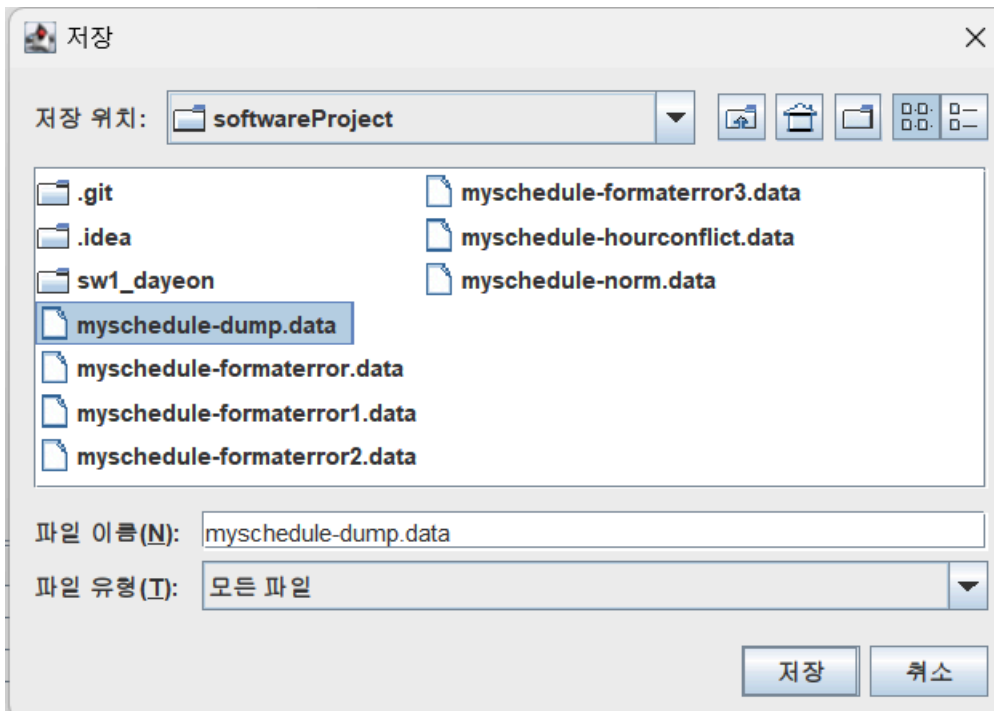 저장
저장 위치: softwareProject
.git
.idea
sw1_dayeon
myschedule-dump.data
myschedule-formaterror.data
myschedule-formaterror1.data
myschedule-formaterror2.data
myschedule-formaterror3.data
myschedule-hourconflict.data
myschedule-norm.data
파일 이름(N): myschedule-dump.data
파일 유형(T): 모든 파일
저장 취소